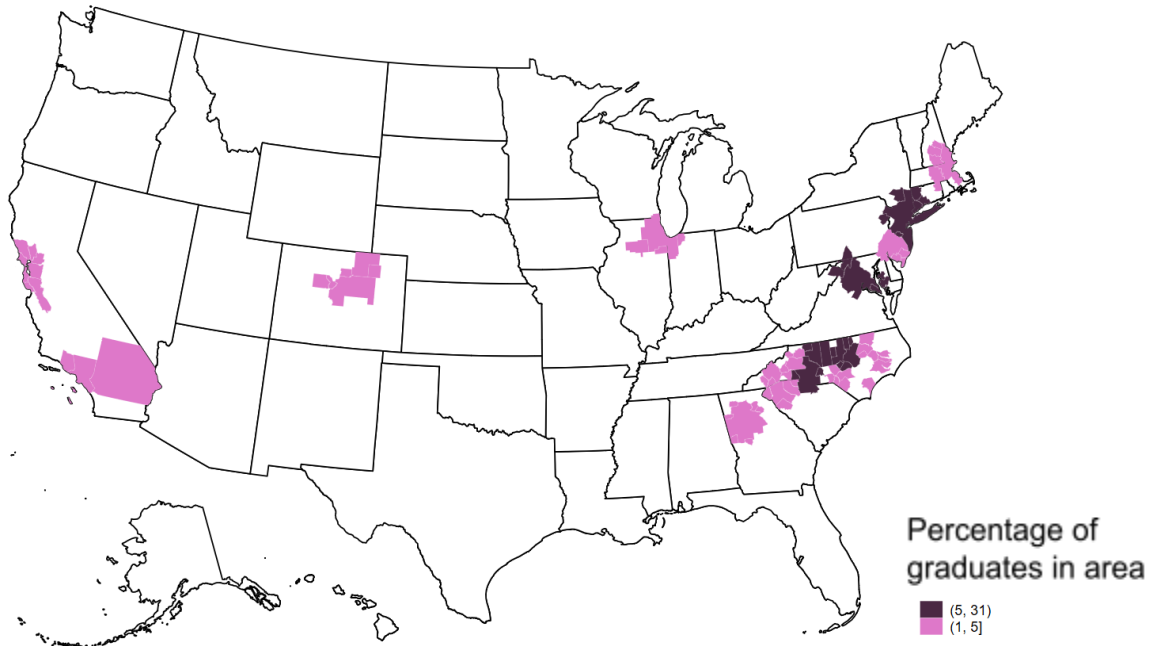 Percentage of
graduates in area
(5, 31)
(1, 5]